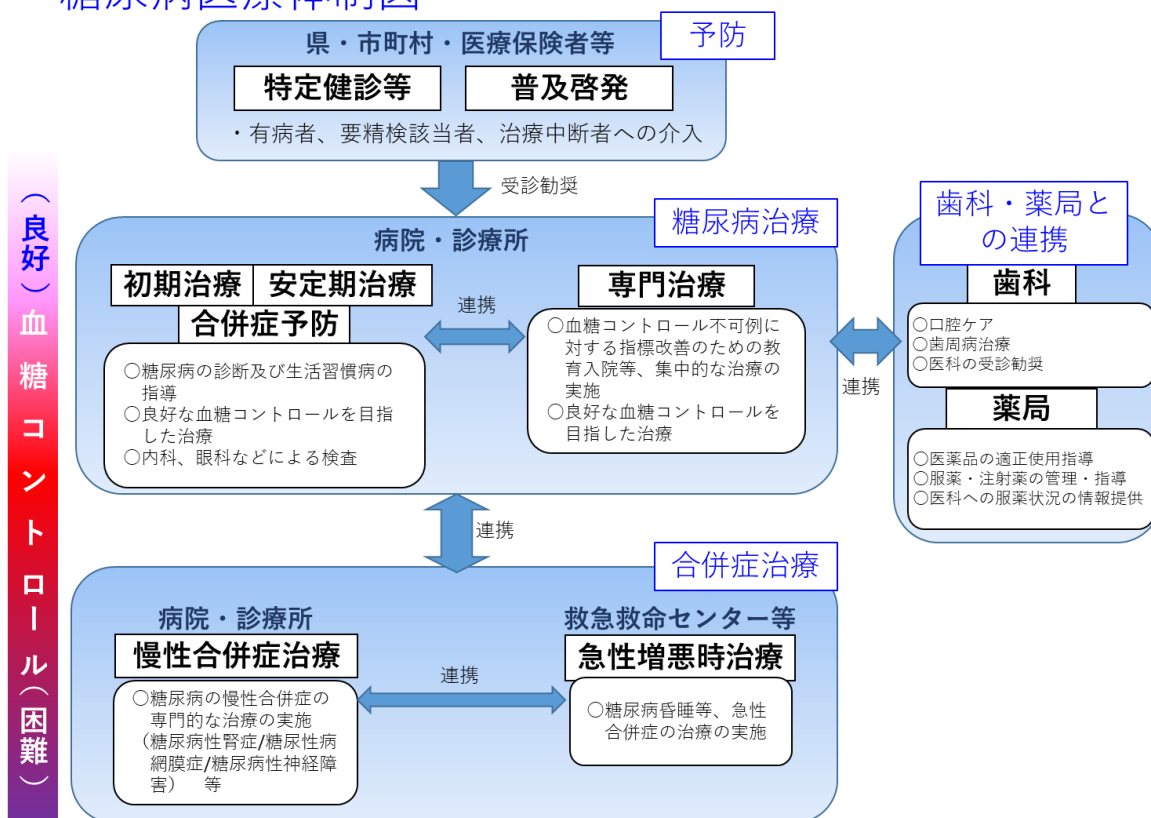 糖尿病医療体制図
予防
県・市町村・医療保険者等
特定健診等
普及啓発
・有病者、要精検該当者、治療中断者への介入
受診勧奨
（良好）血糖コントロール（困難）
糖尿病治療
病院・診療所
初期治療
安定期治療
合併症予防
○糖尿病の診断及び生活習慣病の
指導
○良好な血糖コントロールを目指
した治療
○内科、眼科などによる検査
連携
専門治療
○血糖コントロール不可例に
対する指標改善のための教
育入院等、集中的な治療の
実施
○良好な血糖コントロールを
目指した治療
連携
歯科・薬局と
の連携
歯科
○口腔ケア
○歯周病治療
○医科の受診勧奨
薬局
○医薬品の適正使用指導
○服薬・注射薬の管理・指導
○医科への服薬状況の情報提供
連携
合併症治療
病院・診療所
慢性合併症治療
○糖尿病の慢性合併症の
専門的な治療の実施
（糖尿病性腎症/糖尿性病
網膜症/糖尿病性神経障
害） 等
連携
救急救命センター等
急性増悪時治療
○糖尿病昏睡等、急性
合併症の治療の実施